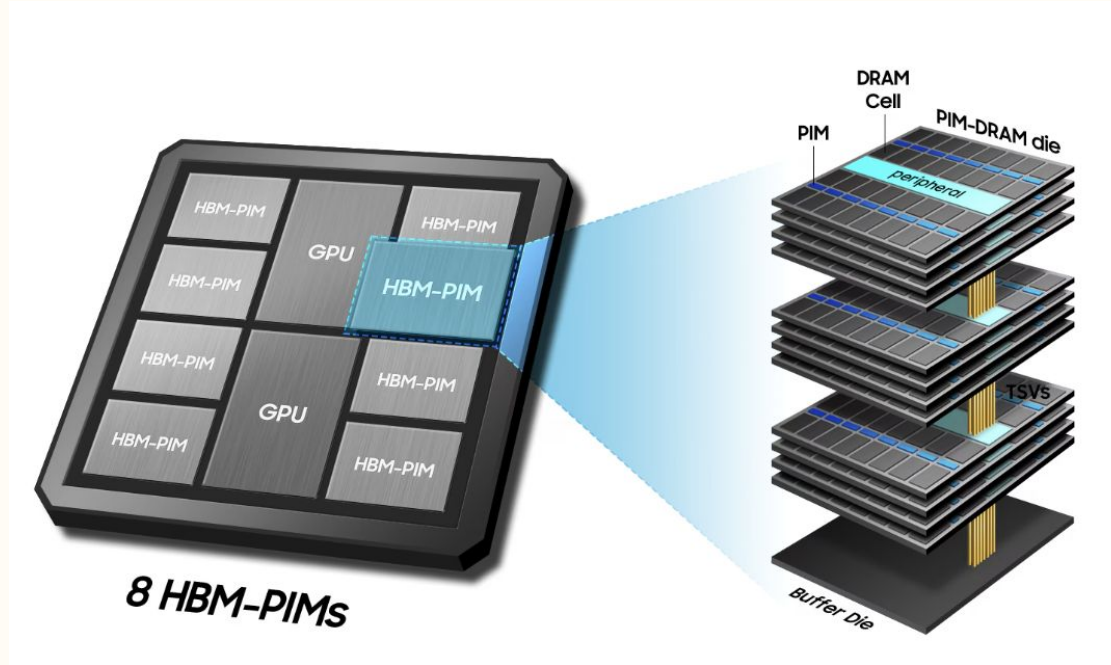 HBM-PIM
HBM-PIM
HBM-PIM
HBM-PIM
GPU
GPU
HBM-PIM
HBM-PIM
HBM-PIM
HBM-PIM
8 HBM-PIMs
PIM
DRAM
Cell
PIM-DRAM die
peripheral
TSVs
Buffer Die